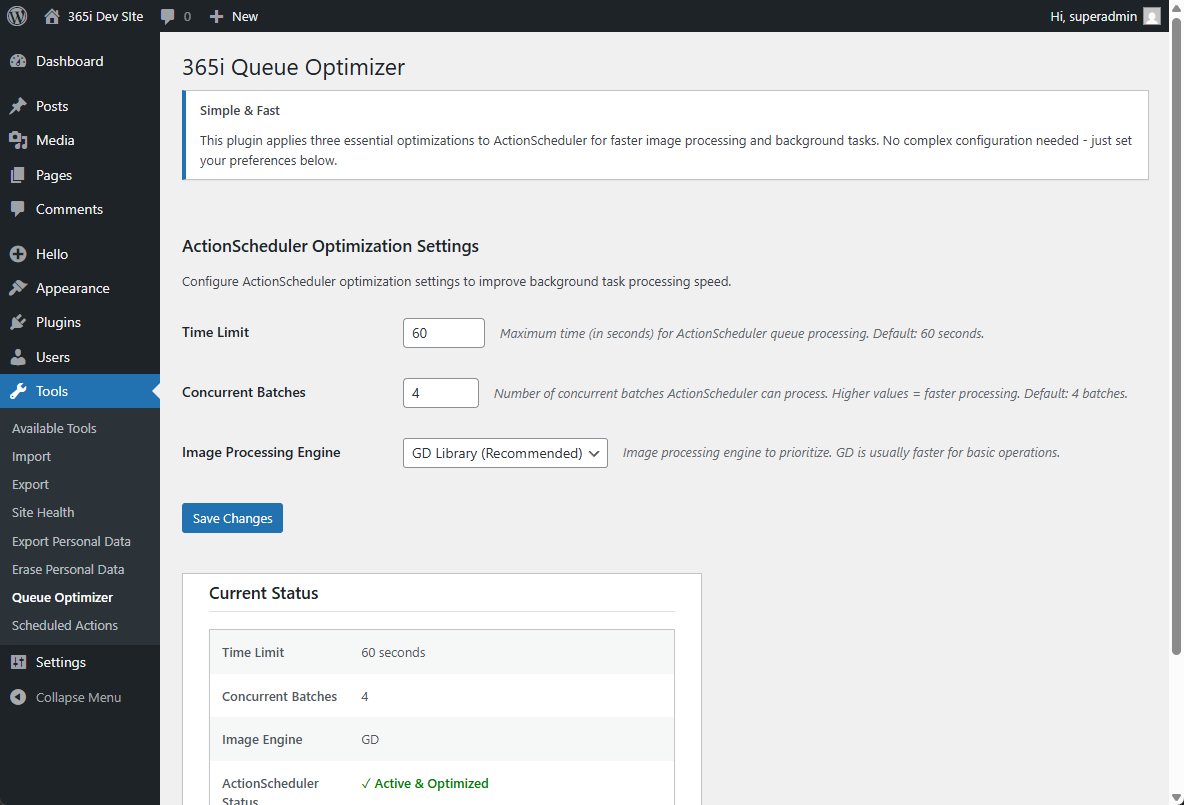 365i Dev SIte
0
New
Hi, superadmin
Dashboard
Posts
Media
Pages
Comments
Hello
Appearance
Plugins
Users
Tools
Available Tools
Import
Export
Site Health
Export Personal Data
Erase Personal Data
Queue Optimizer
Scheduled Actions
Settings
Collapse Menu
365i Queue Optimizer
Simple & Fast
This plugin applies three essential optimizations to ActionScheduler for faster image processing and background tasks. No complex configuration needed - just set
your preferences below.
ActionScheduler Optimization Settings
Configure ActionScheduler optimization settings to improve background task processing speed.
Time Limit
60
Maximum time (in seconds) for ActionScheduler queue processing. Default: 60 seconds.
Concurrent Batches
4
Number of concurrent batches ActionScheduler can process. Higher values = faster processing. Default: 4 batches.
Image Processing Engine
GD Library (Recommended)
Image processing engine to prioritize. GD is usually faster for basic operations.
Save Changes
Current Status
Time Limit 60 seconds
Concurrent Batches 4
Image Engine GD
ActionScheduler ✓ Active & Optimized
Status